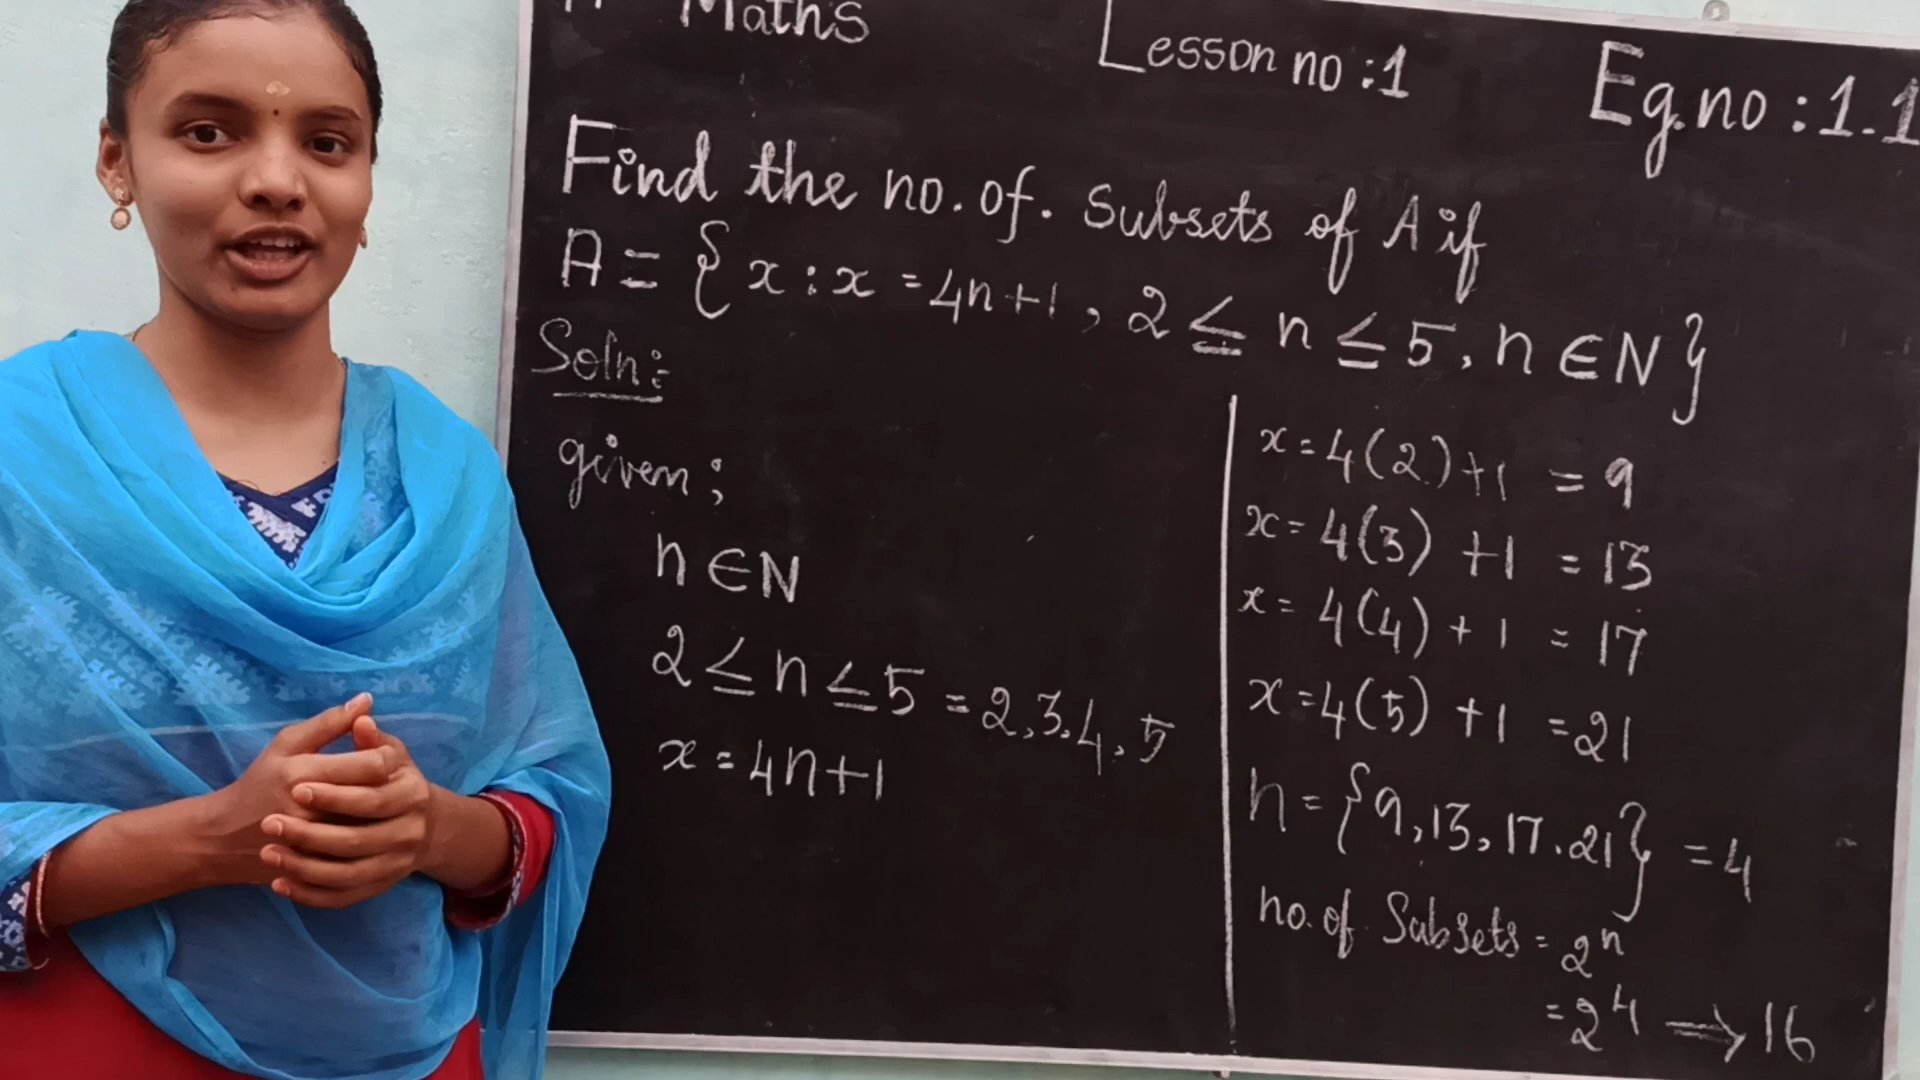 Maths Lesson no :1 Eg.no :1.1
Find the no. of. Subsets of A if
A = { x : x = 4n+1, 2 ≤ n ≤ 5, n ∈ N }
Soln:
given;
n ∈ N
2 ≤ n ≤ 5 = 2,3.4,5
x = 4n+1
x = 4(2)+1 = 9
x = 4(3) +1 = 13
x = 4(4) + 1 = 17
x = 4(5) +1 = 21
n = {9,13,17.21} = 4
no. of Subsets = 2ⁿ
= 2⁴ → 16